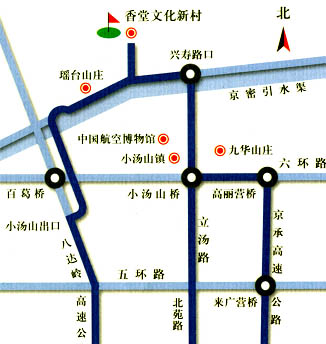 香堂文化新村
北
兴寿路口
瑶台山庄
京密引水渠
中国航空博物馆
九华山庄
小汤山镇
六环路
百葛桥
小汤山桥
高丽营桥
小汤山出口
八达岭
高速公
立汤路
北苑路
京承高速公路
五环路
来广营桥